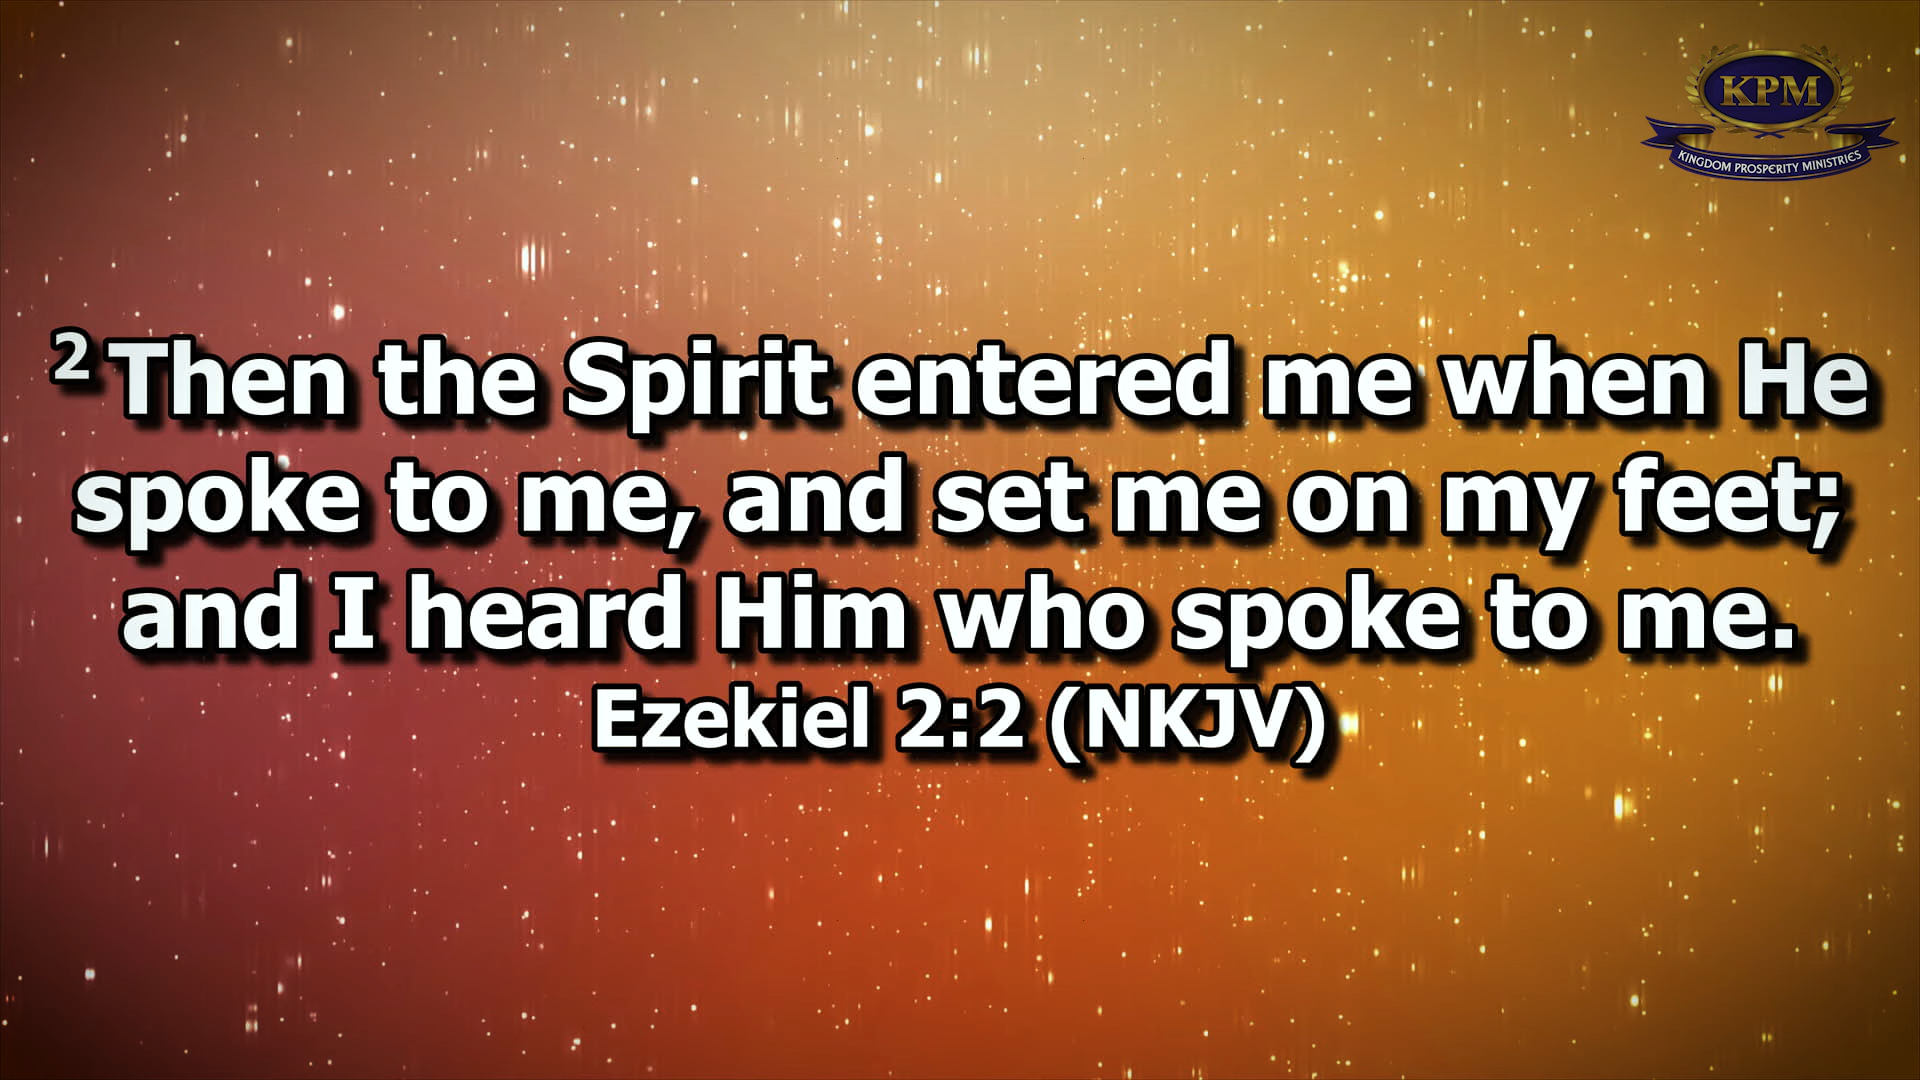 KPM
KINGDOM PROSPERITY MINISTRIES
2 Then the Spirit entered me when He
spoke to me, and set me on my feet;
and I heard Him who spoke to me.
Ezekiel 2:2 (NKJV)